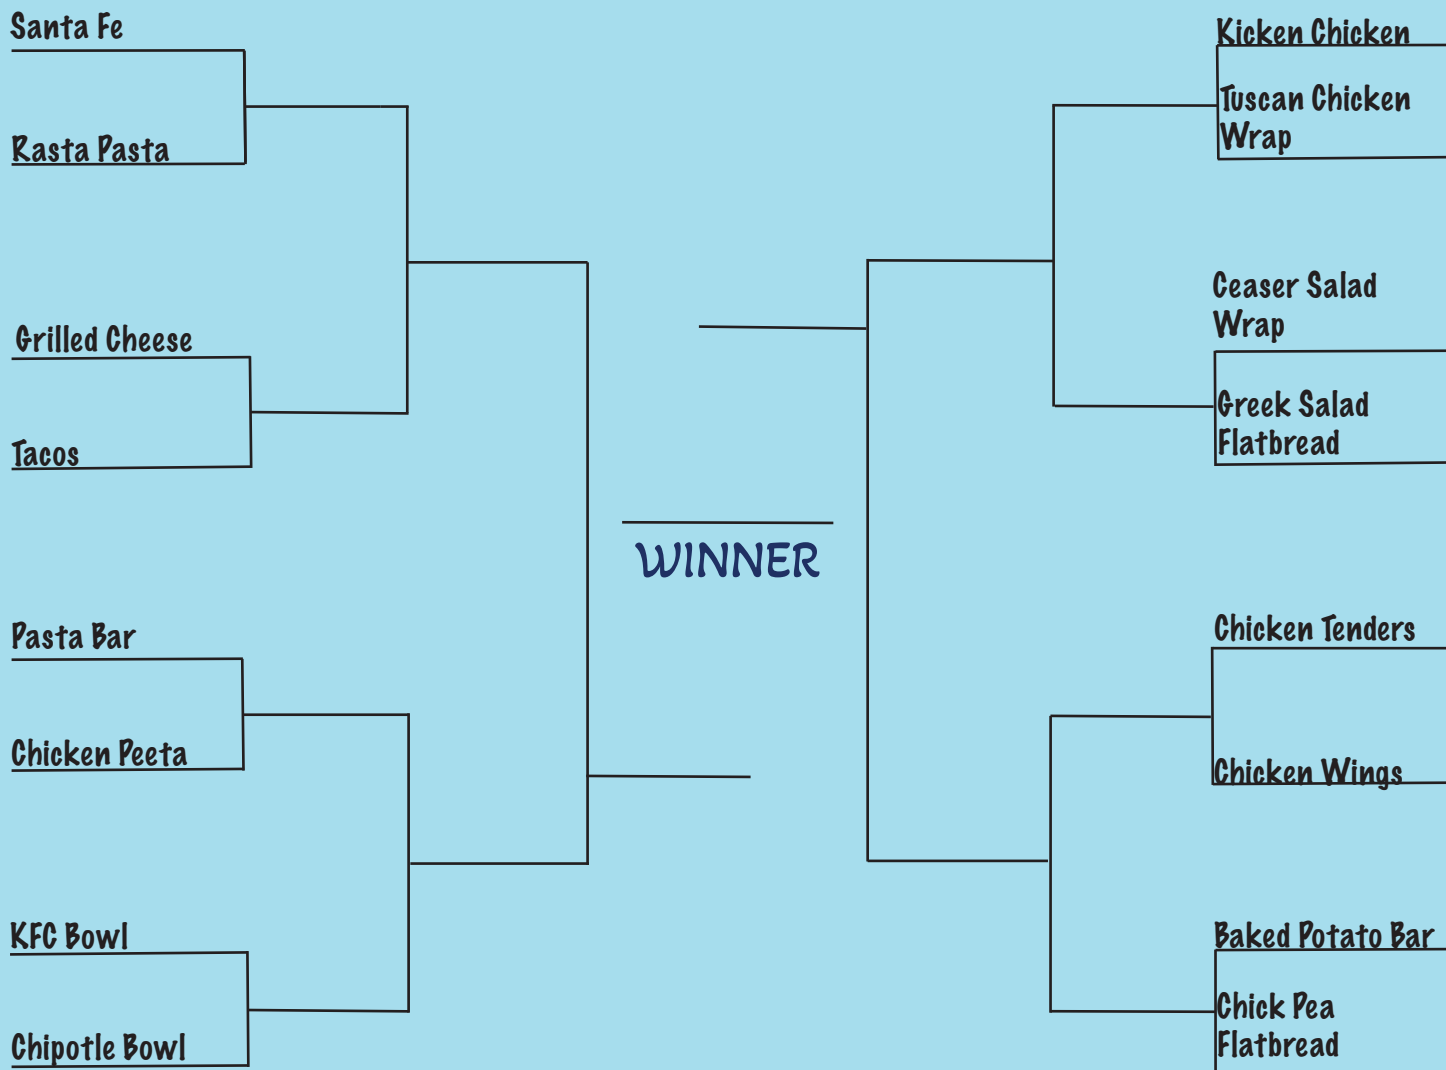 Santa Fe
Rasta Pasta
Grilled Cheese
Tacos
Pasta Bar
Chicken Peeta
KFC Bowl
Chipotle Bowl
WINNER
Kicken Chicken
Tuscan Chicken
Wrap
Ceaser Salad
Wrap
Greek Salad
Flatbread
Chicken Tenders
Chicken Wings
Baked Potato Bar
Chick Pea
Flatbread